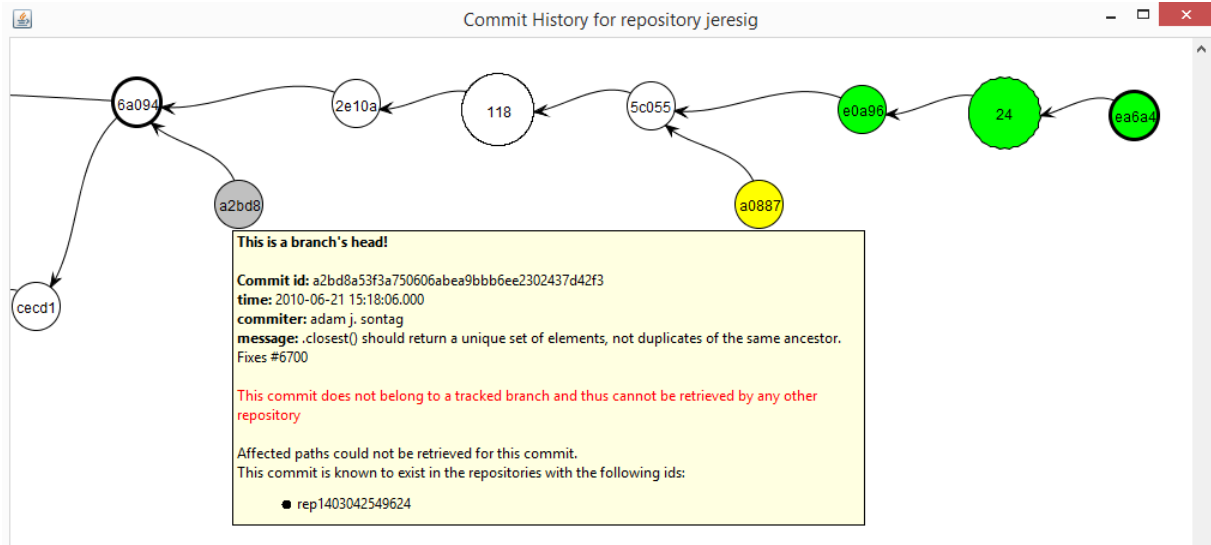 Commit History for repository jeresig
6a094
2e10a
118
5c055
e0a96
24
ea6a4
a2bd8
a0887
cecd1
This is a branch's head!
Commit id: a2bd8a53f3a750606abea9bbb6ee2302437d42f3
time: 2010-06-21 15:18:06.000
commiter: adam j. sontag
message: .closest() should return a unique set of elements, not duplicates of the same ancestor.
Fixes #6700
This commit does not belong to a tracked branch and thus cannot be retrieved by any other
repository
Affected paths could not be retrieved for this commit.
This commit is known to exist in the repositories with the following ids:
● rep1403042549624